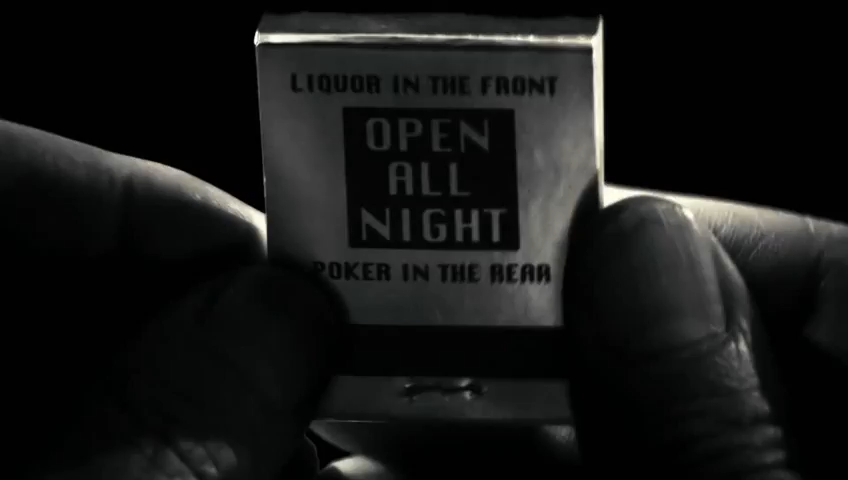 LIQUOR IN THE FRONT
OPEN
ALL
NIGHT
POKER IN THE REAR